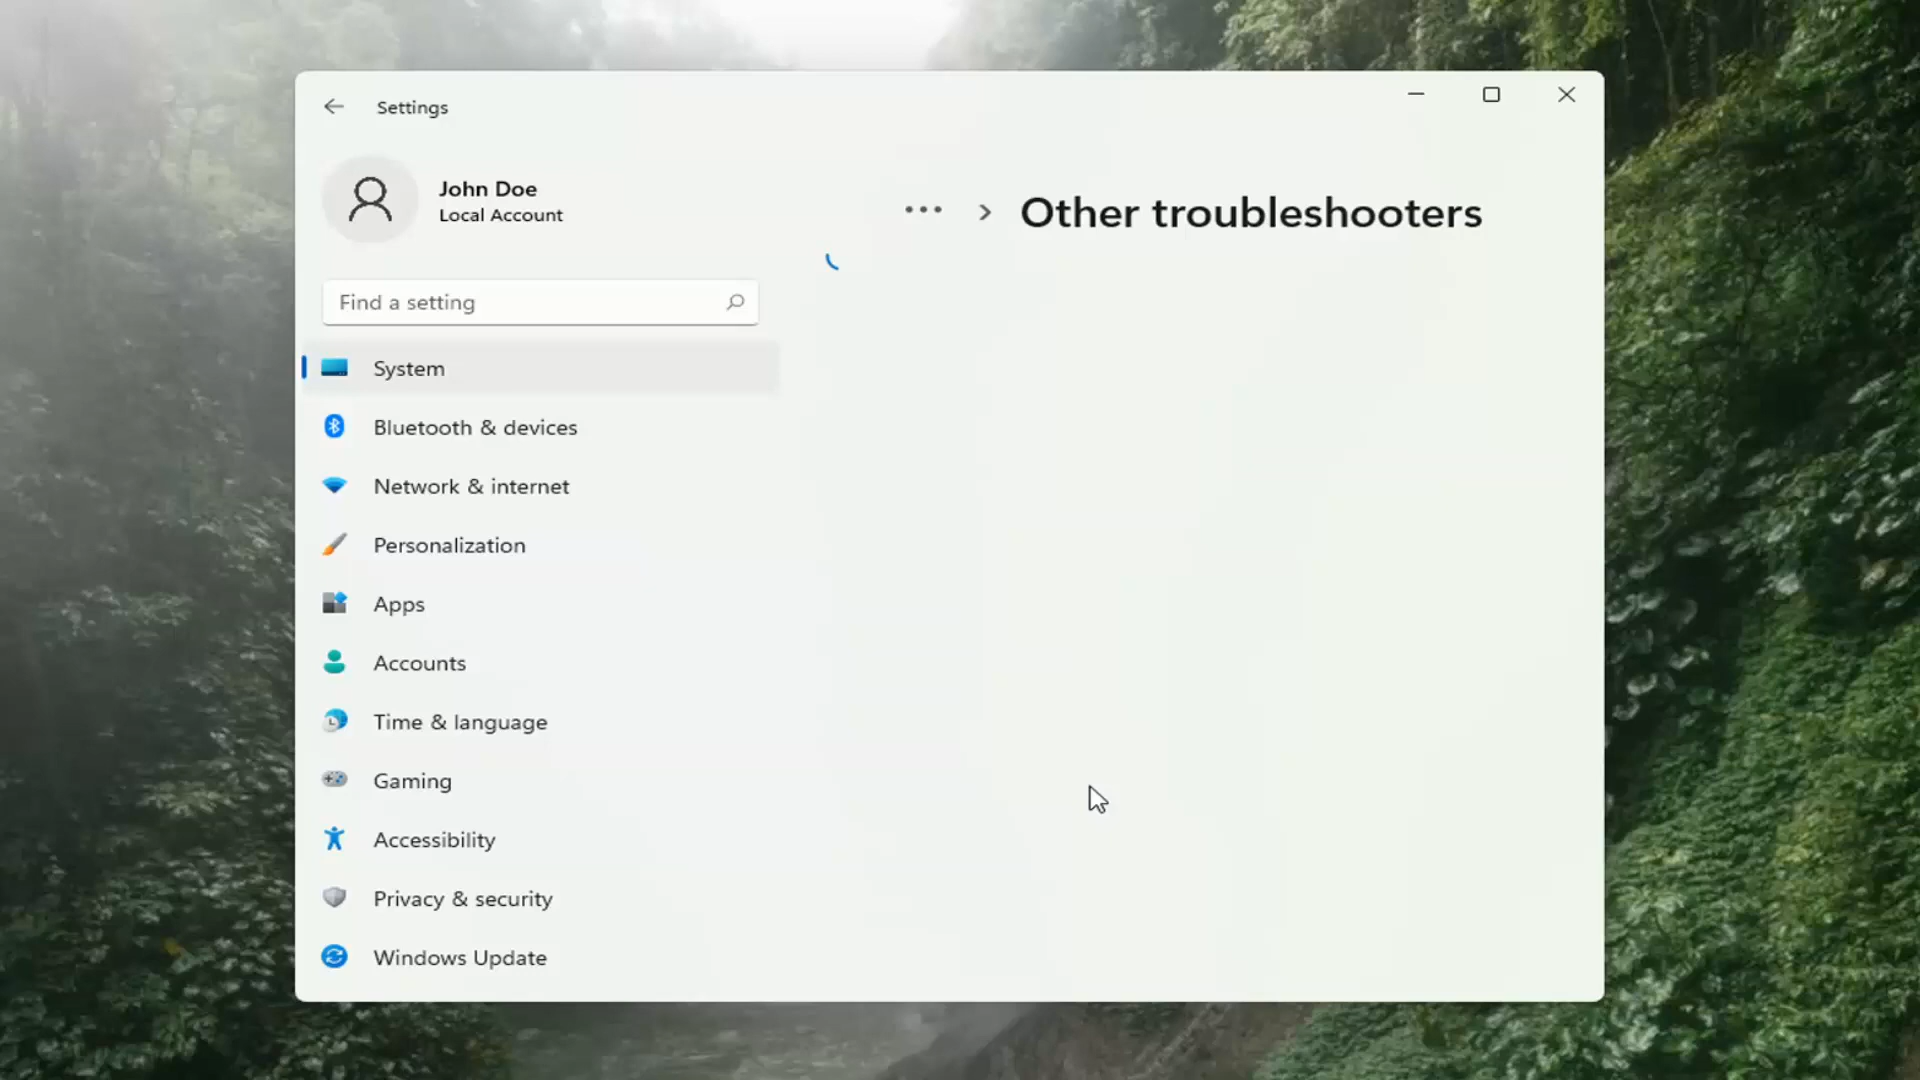 Settings
John Doe
Local Account
Find a setting
System
Bluetooth & devices
Network & internet
Personalization
Apps
Accounts
Time & language
Gaming
Accessibility
Privacy & security
Windows Update
··· > Other troubleshooters